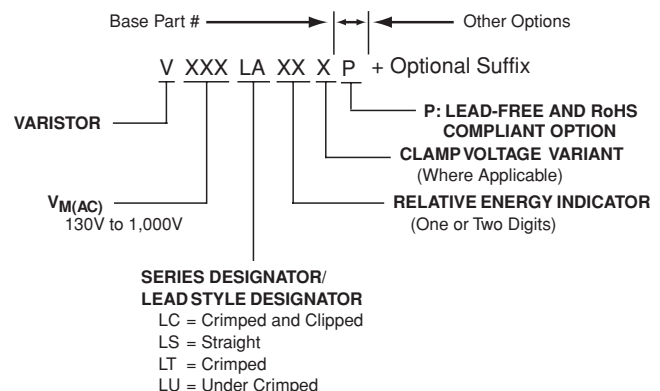 Base Part #
Other Options
V XXX LA XX X P + Optional Suffix
VARISTOR
P: LEAD-FREE AND RoHS
COMPLIANT OPTION
CLAMP VOLTAGE VARIANT
(Where Applicable)
VM(AC)
130V to 1,000V
RELATIVE ENERGY INDICATOR
(One or Two Digits)
SERIES DESIGNATOR/
LEAD STYLE DESIGNATOR
LC = Crimped and Clipped
LS = Straight
LT = Crimped
LU = Under Crimped